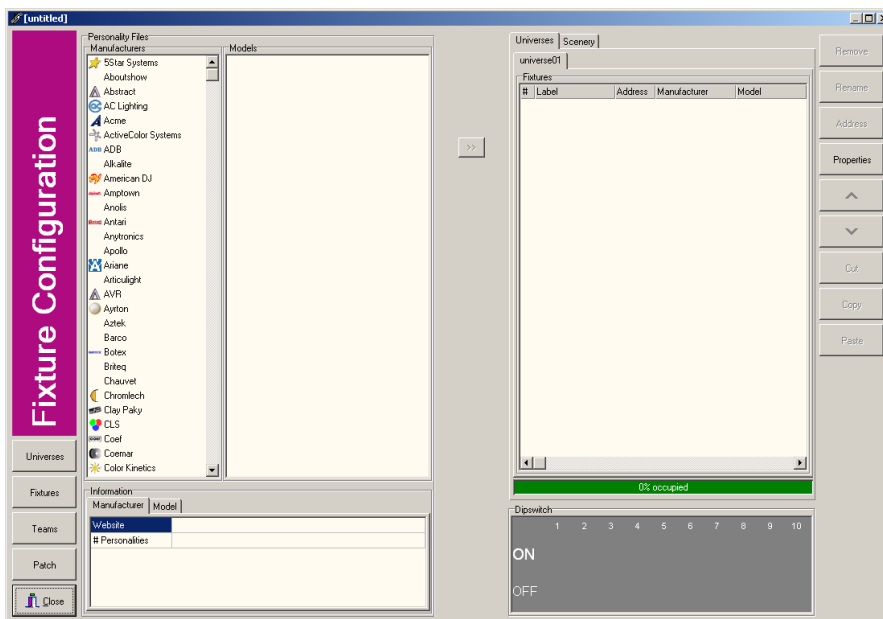 [untitled]
Fixture Configuration
Universes
Fixtures
Teams
Patch
Close
Personality Files
Manufacturers
5Star Systems
Aboutshow
Abstract
AC Lighting
Acme
ActiveColor Systems
ADB ADB
Alkalite
American DJ
Amptown
Anolis
Antari
Anytronics
Apollo
Ariane
Articulight
AVR
Ayrton
Aztek
Barco
Botex
Briteq
Chauvet
Chromlech
Clay Paky
CLS
Coef
Coemar
Color Kinetics
Models
Information
Manufacturer Model
Website
# Personalities
>>
Universes Scenery
universe01
Fixtures
# Label Address Manufacturer Model
0% occupied
Dipswitch
1 2 3 4 5 6 7 8 9 10
ON
OFF
Remove
Rename
Address
Properties
Cut
Copy
Paste